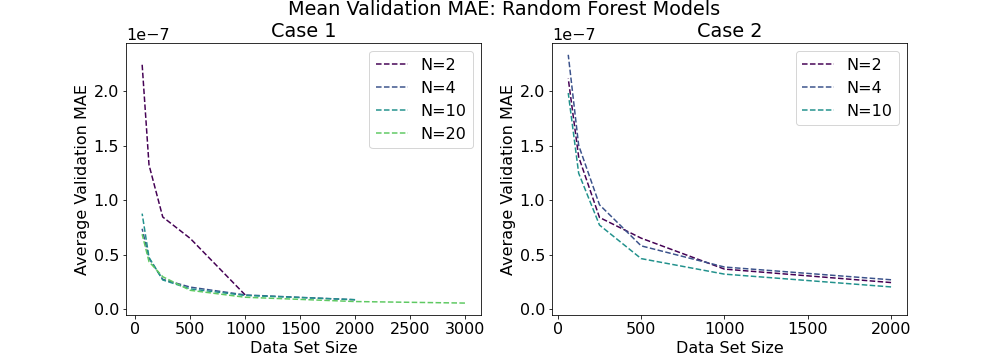 Mean Validation MAE: Random Forest Models
Case 1
1e−7
Average Validation MAE
2.0
1.5
1.0
0.5
0.0
0
500
1000
1500
2000
2500
3000
Data Set Size
N=2
N=4
N=10
N=20
Case 2
1e−7
Average Validation MAE
2.0
1.5
1.0
0.5
0.0
0
500
1000
1500
2000
Data Set Size
N=2
N=4
N=10